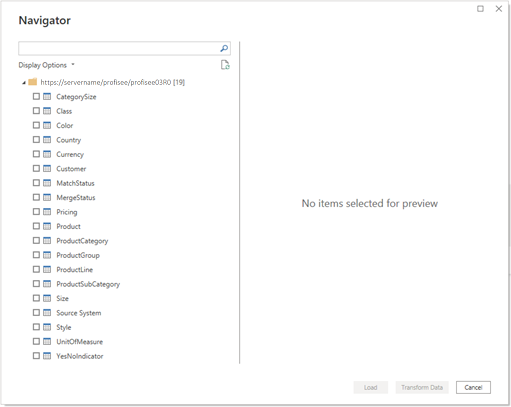 Navigator
Display Options
https://servername/profisee/profisee03R0 [19]
CategorySize
Class
Color
Country
Currency
Customer
MatchStatus
MergeStatus
Pricing
Product
ProductCategory
ProductGroup
ProductLine
ProductSubCategory
Size
Source System
Style
UnitOfMeasure
YesNoIndicator
No items selected for preview
Load
Transform Data
Cancel